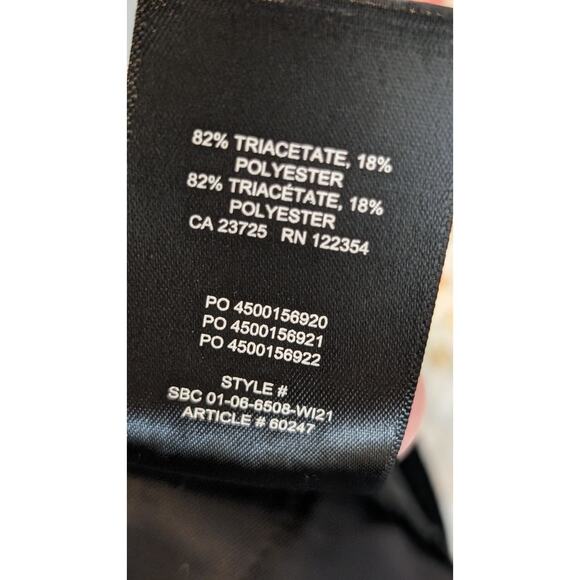 82% TRIACETATE, 18%
POLYESTER
82% TRIACÉTATE, 18%
POLYESTER
CA 23725 RN 122354
PO 4500156920
PO 4500156921
PO 4500156922
STYLE #
SBC 01-06-6508-WI21
ARTICLE # 60247